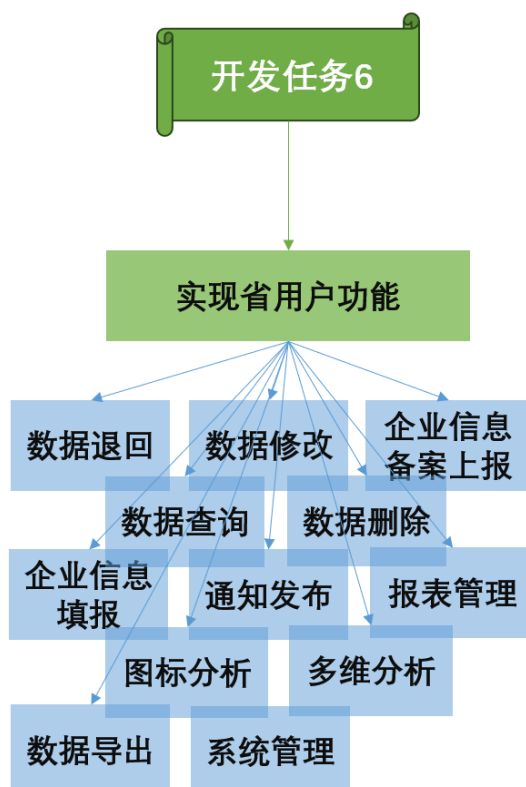 开发任务6
实现省用户功能
数据退回
数据修改
企业信息
备案上报
数据查询
数据删除
企业信息
填报
通知发布
报表管理
图标分析
多维分析
数据导出
系统管理